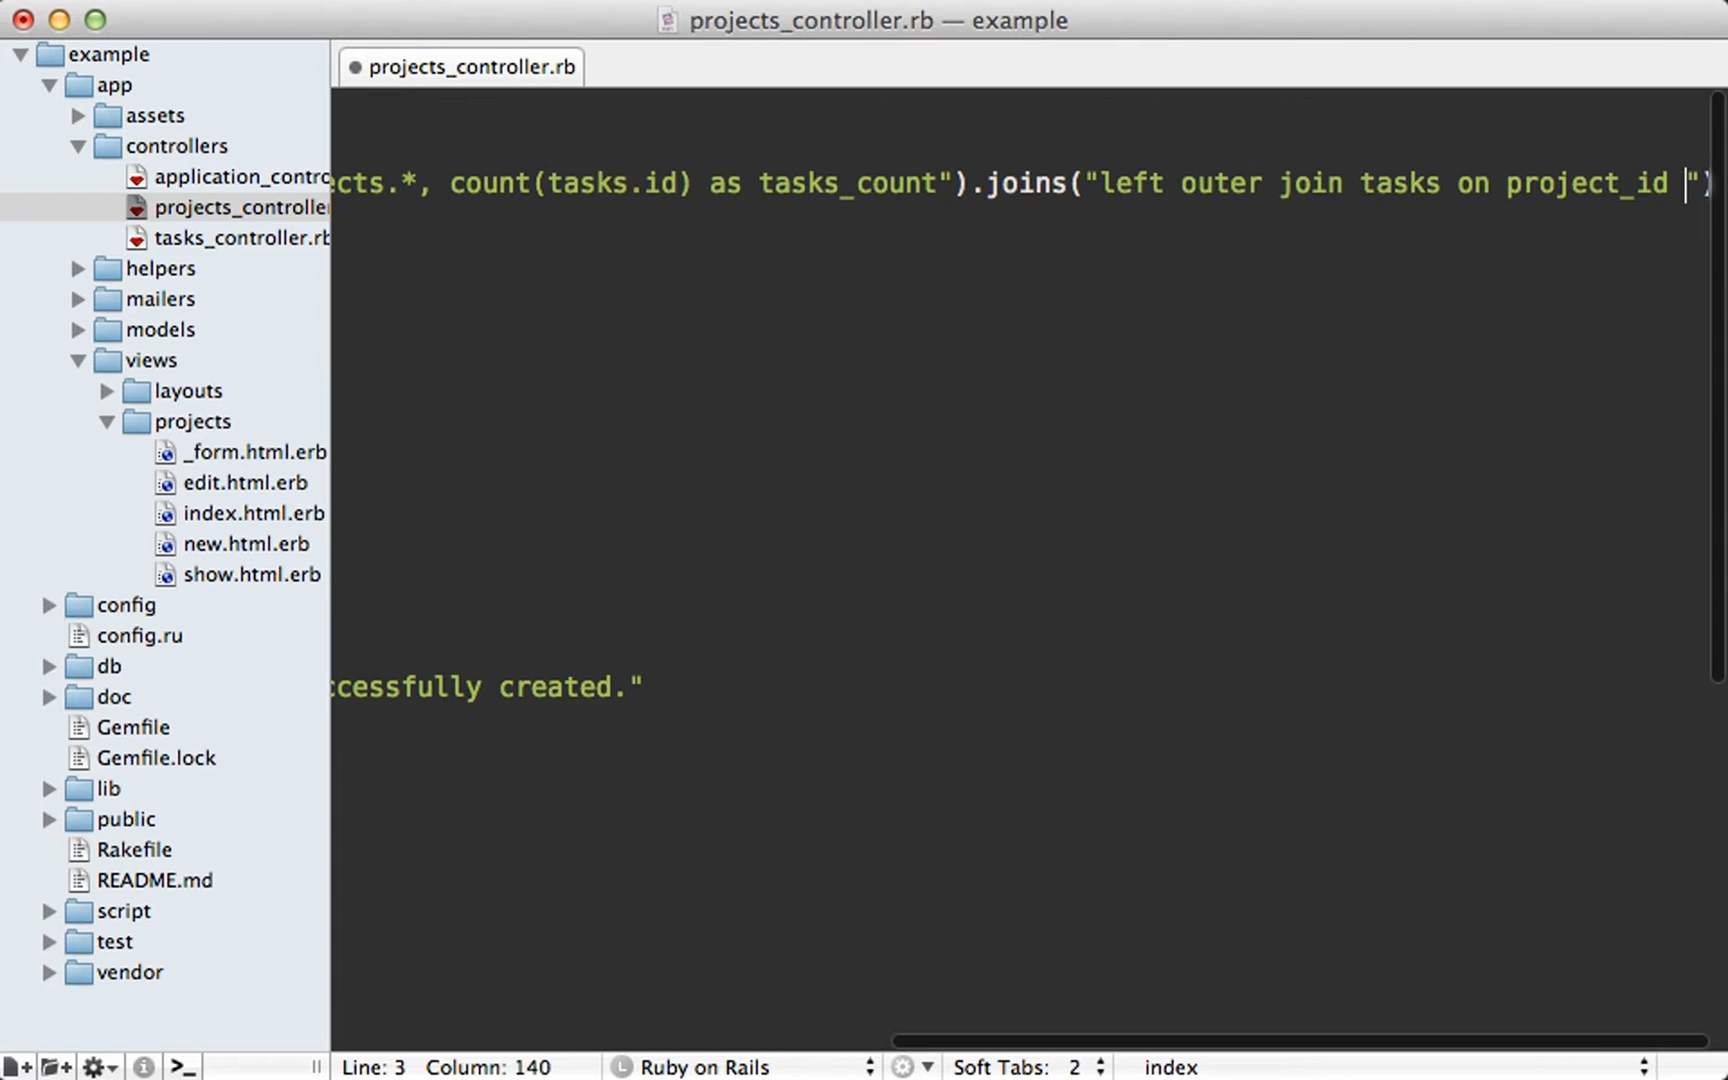 projects_controller.rb — example
example
app
assets
controllers
application_contro
projects_controller
tasks_controller.rb
helpers
mailers
models
views
layouts
projects
_form.html.erb
edit.html.erb
index.html.erb
new.html.erb
show.html.erb
config
config.ru
db
doc
Gemfile
Gemfile.lock
lib
public
Rakefile
README.md
script
test
vendor
projects_controller.rb
ects.*, count(tasks.id) as tasks_count").joins("left outer join tasks on project_id ")
ccessfully created."
Line: 3 Column: 140 Ruby on Rails Soft Tabs: 2 index